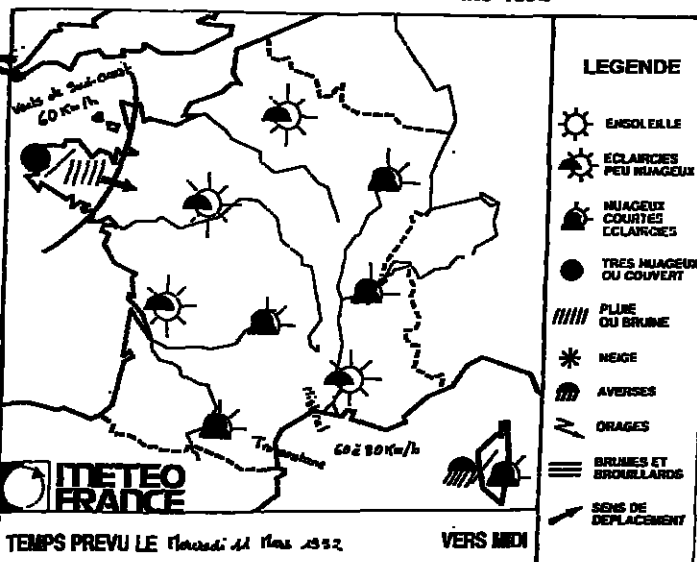 Vents de Sud-Ouest
60 Km/h
Mistral
Tramontane
60 à 80 Km/h
METEO
FRANCE
TEMPS PREVU LE Mercredi 11 Mars 1992
VERS MIDI
LEGENDE
ENSOLEILLE
ECLAIRCIES
PEU NUAGEUX
NUAGEUX
COURTES
ECLAIRCIES
TRES NUAGEUX
OU COUVERT
PLUIE
OU BRUINE
NEIGE
AVERSES
ORAGES
BRUMES ET
BROUILLARDS
SENS DE
DEPLACEMENT